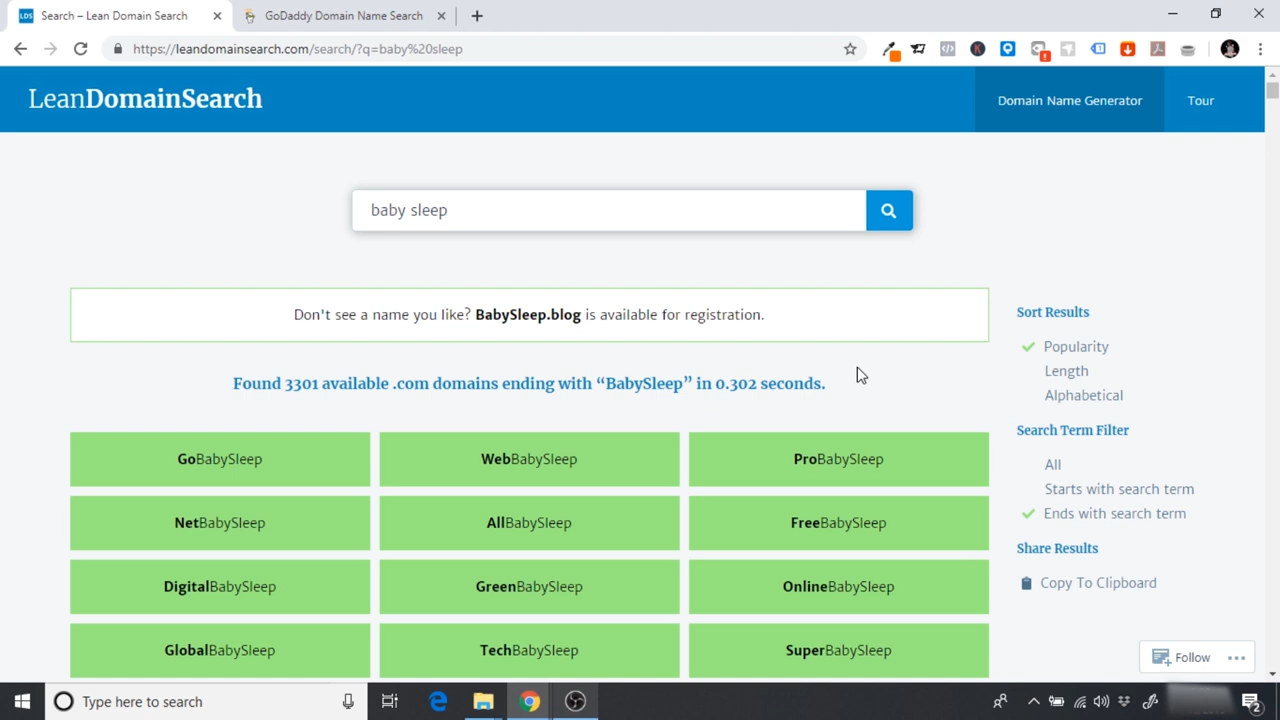 Search – Lean Domain Search
GoDaddy Domain Name Search
https://leandomainsearch.com/search/?q=baby%20sleep
LeanDomainSearch
Domain Name Generator
Tour
baby sleep
Don't see a name you like? BabySleep.blog is available for registration.
Found 3301 available .com domains ending with “BabySleep” in 0.302 seconds.
GoBabySleep
WebBabySleep
ProBabySleep
NetBabySleep
AllBabySleep
FreeBabySleep
DigitalBabySleep
GreenBabySleep
OnlineBabySleep
GlobalBabySleep
TechBabySleep
SuperBabySleep
Sort Results
Popularity
Length
Alphabetical
Search Term Filter
All
Starts with search term
Ends with search term
Share Results
Copy To Clipboard
Follow
Type here to search
2